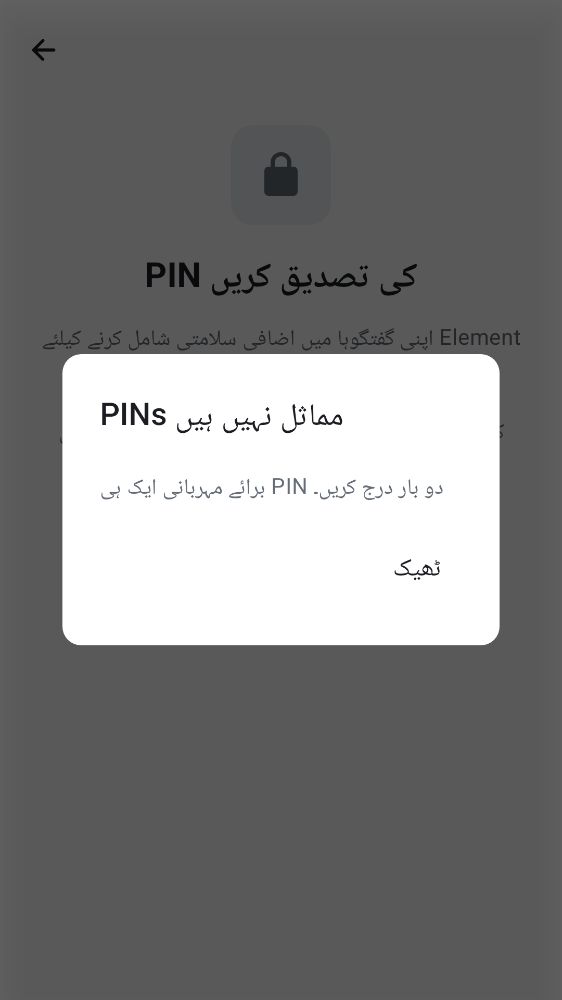 PIN کی تصدیق کریں
Element اپنی گفتگوہا میں اضافی سلامتی شامل کرنے کیلئے
PINs مماثل نہیں ہیں
برائے مہربانی ایک ہی PIN دو بار درج کریں۔
ٹھیک